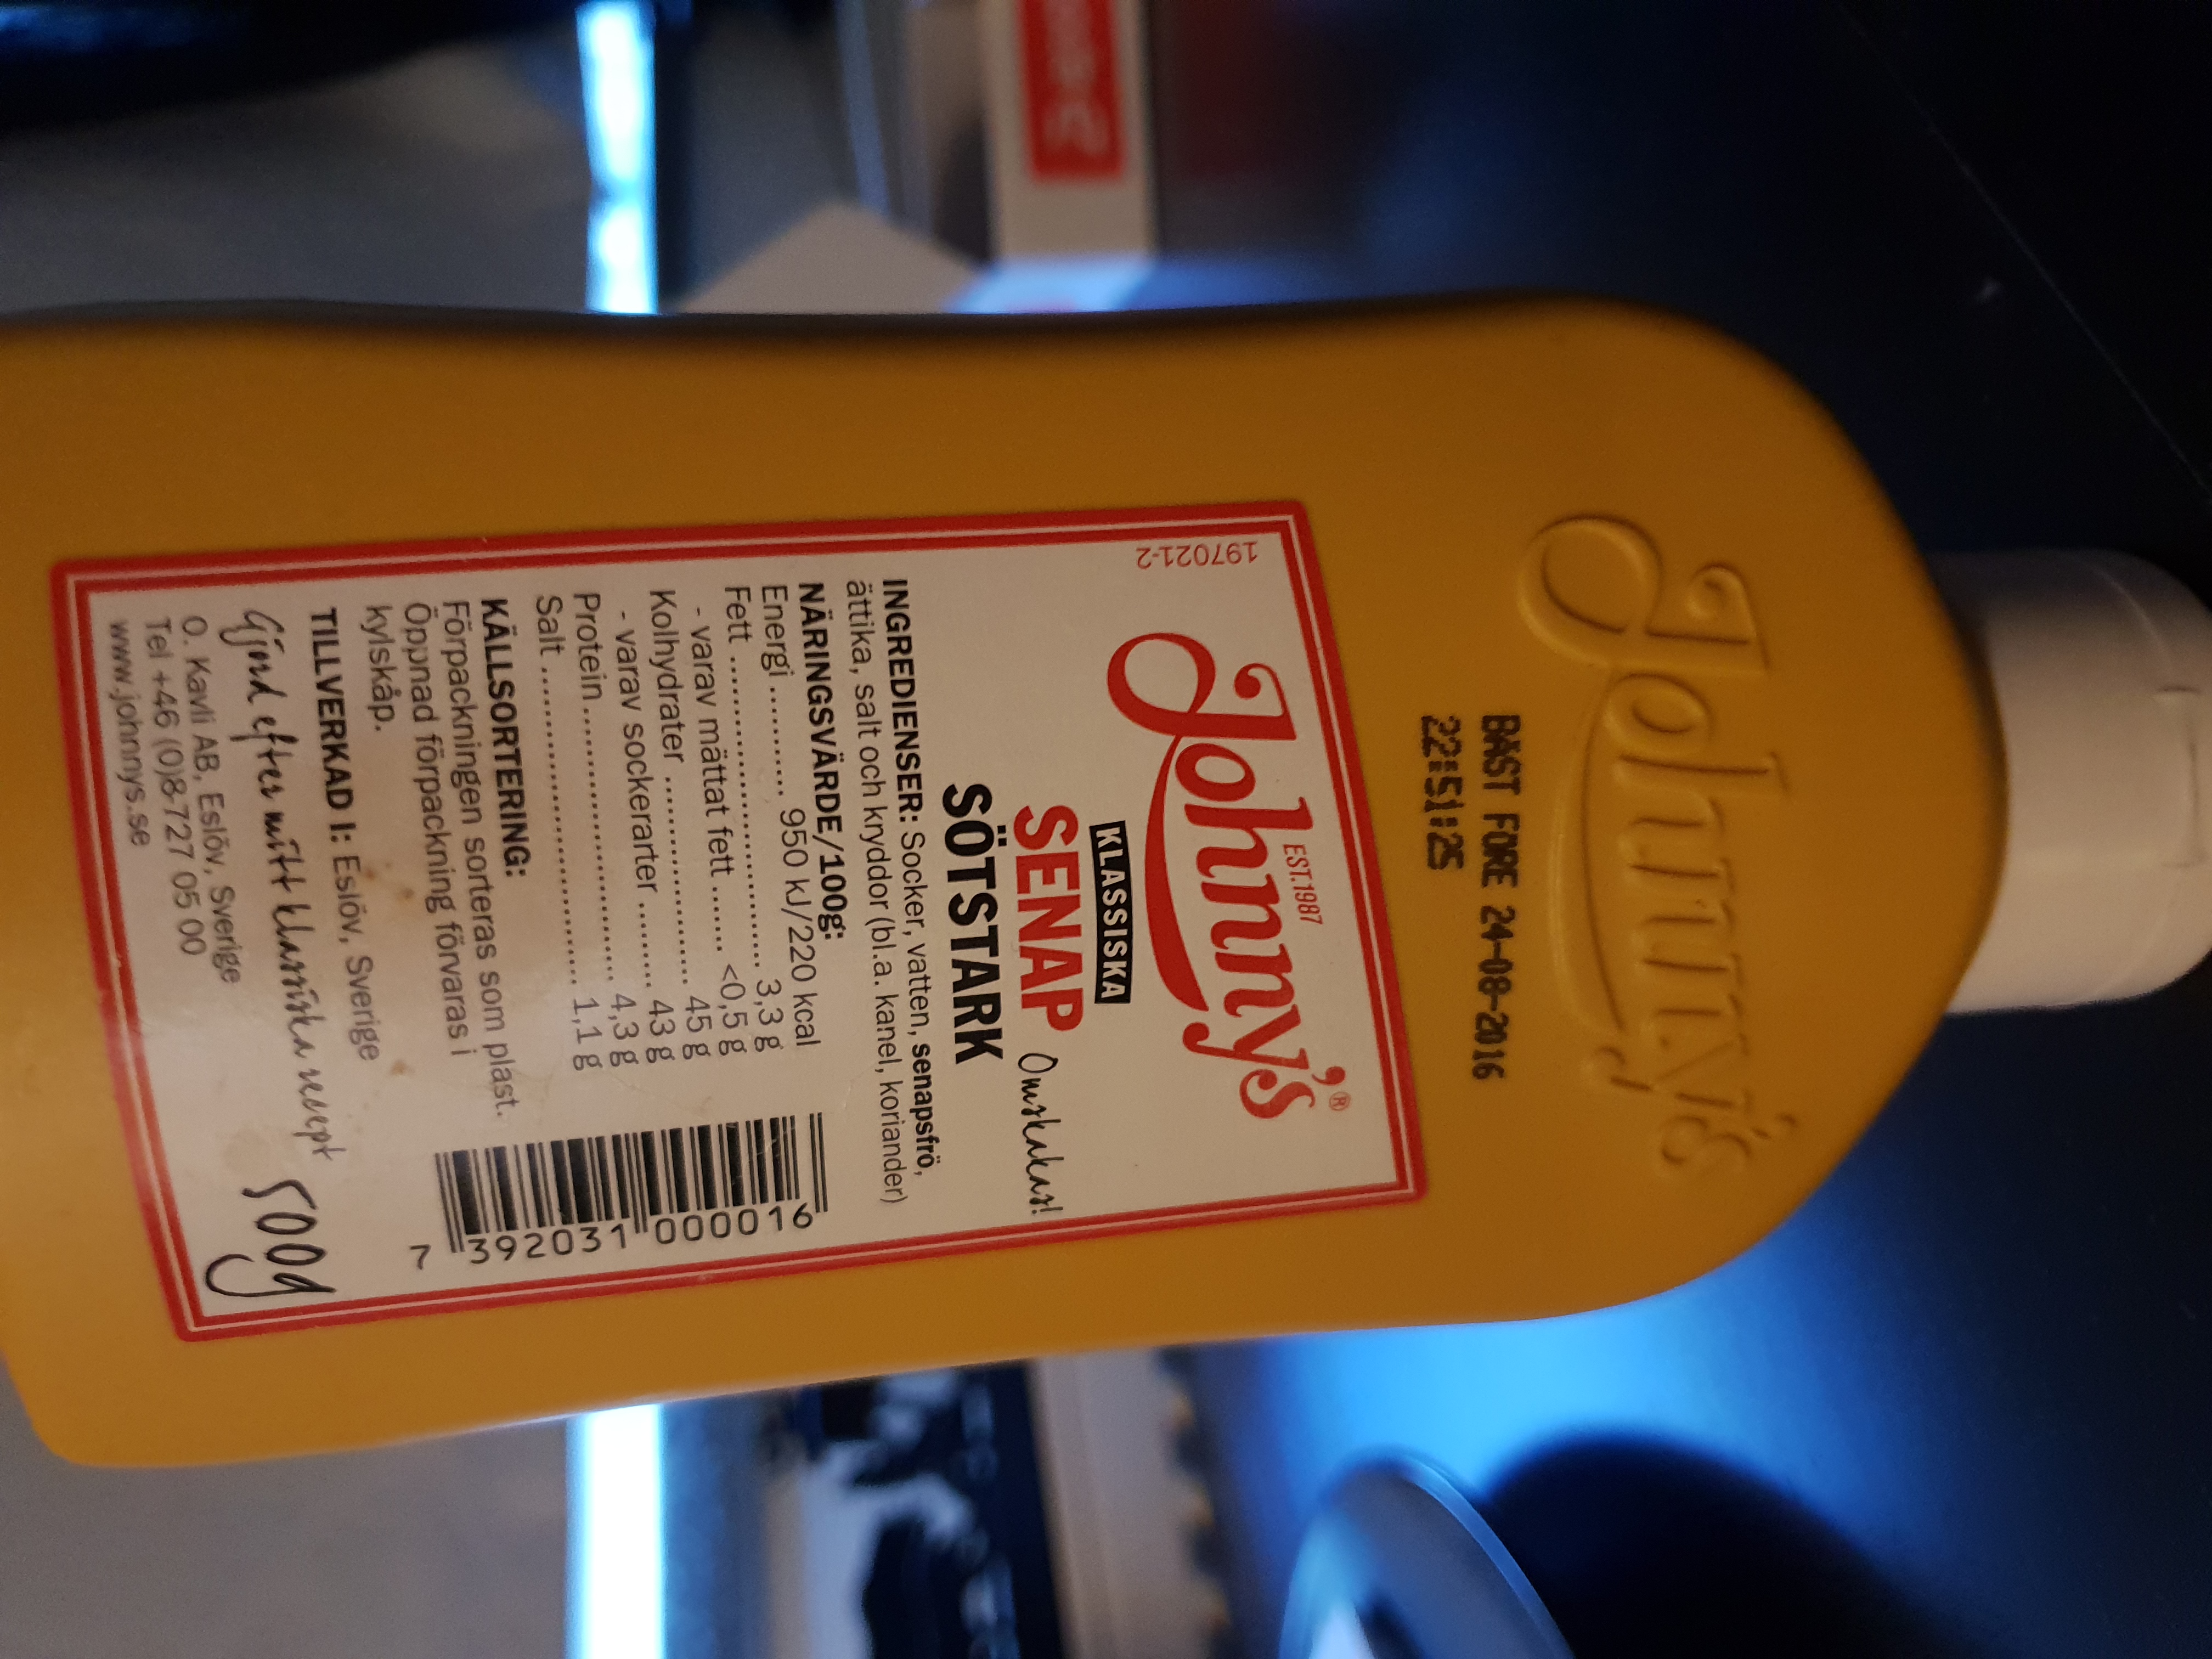 Johnny's
BÄST FÖRE 24-08-2016
22:51:25
EST.1987
Johnny's®
KLASSISKA
SENAP
Omskakas!
SÖTSTARK
INGREDIENSER: Socker, vatten, senapsfrö,
ättika, salt och kryddor (bl.a. kanel, koriander)
NÄRINGSVÄRDE/100g:
Energi ............ 950 kJ/220 kcal
Fett .................................. 3,3 g
- varav mättat fett ....... <0,5 g
Kolhydrater ...................... 45 g
- varav sockerarter ......... 43 g
Protein ............................. 4,3 g
Salt .................................. 1,1 g
KÄLLSORTERING:
Förpackningen sorteras som plast.
Öppnad förpackning förvaras i
kylskåp.
TILLVERKAD I: Eslöv, Sverige
Gjord efter mitt klassiska recept
O. Kavli AB, Eslöv, Sverige
Tel +46 (0)8-727 05 00
www.johnnys.se
500g
7 392031 000016
197021-2